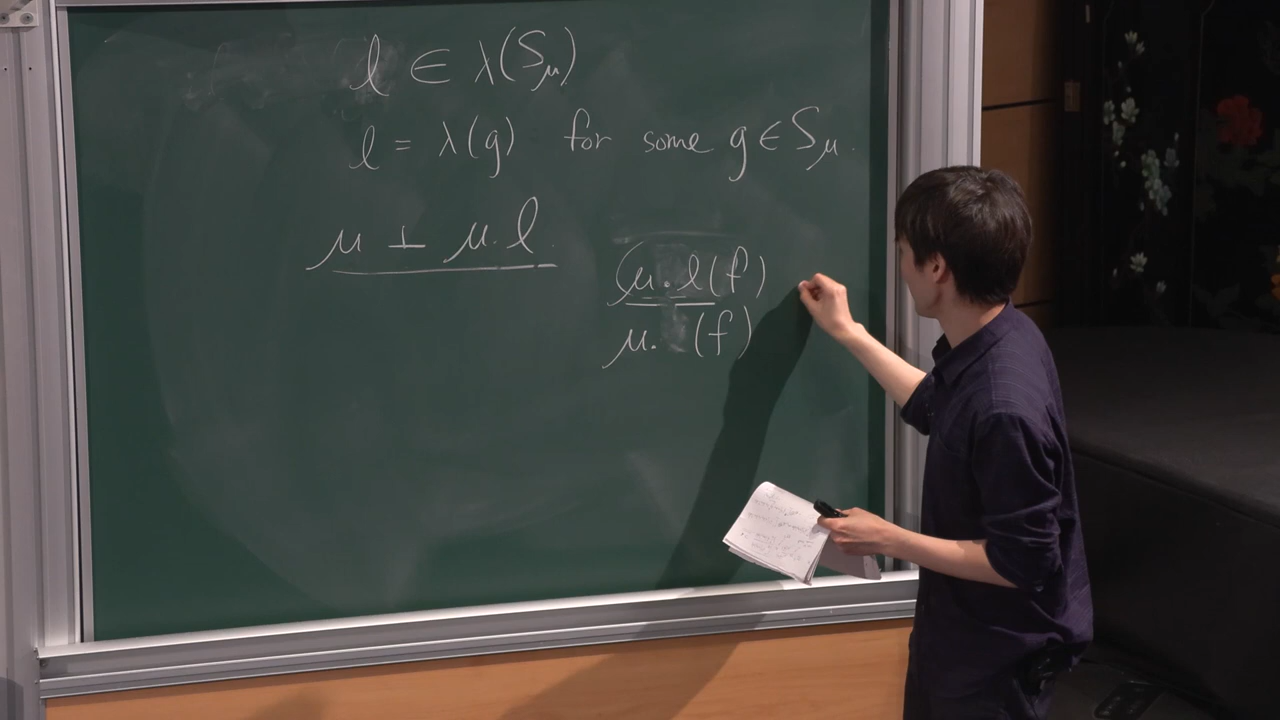 l ∈ λ(S_μ)
l = λ(g) for some g ∈ S_μ.
μ ⊥ μ.l.
(μ.l(f)
μ. (f)